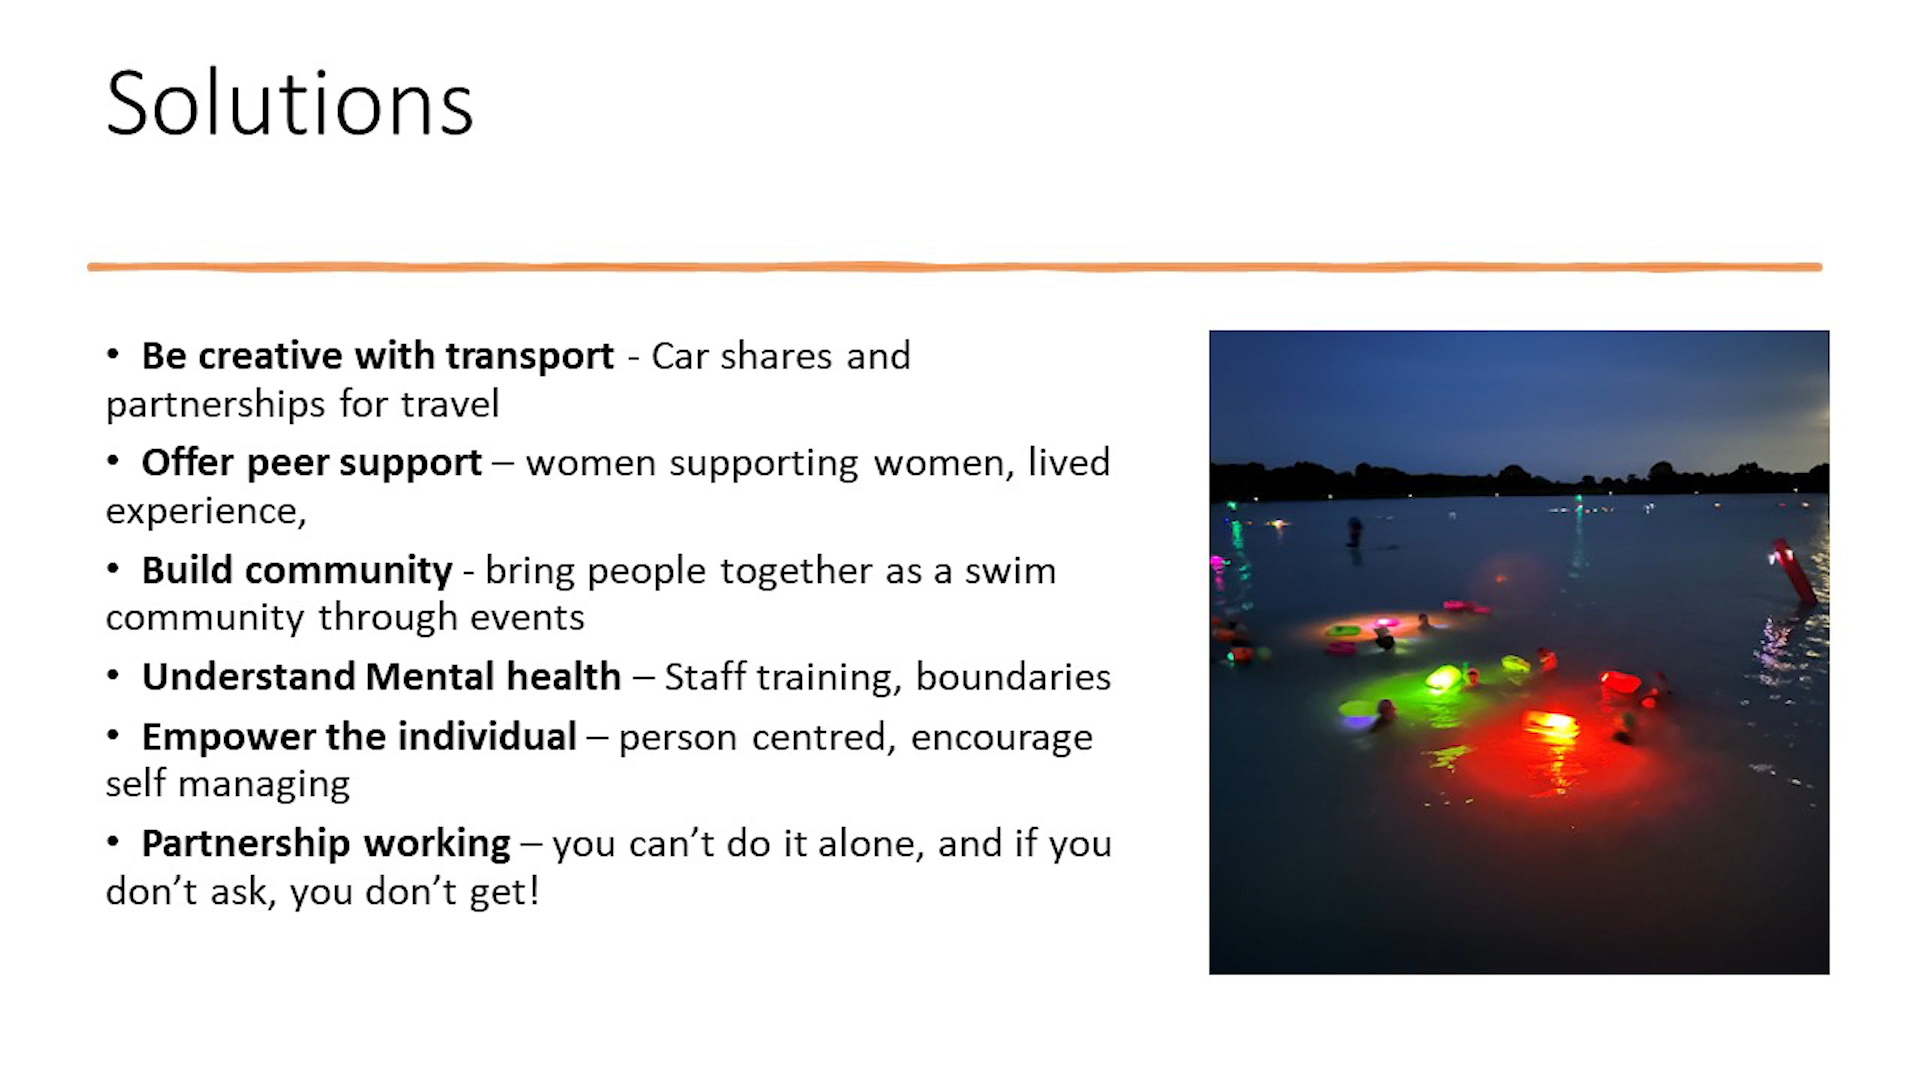 Solutions
• Be creative with transport - Car shares and
partnerships for travel
• Offer peer support – women supporting women, lived
experience,
• Build community - bring people together as a swim
community through events
• Understand Mental health – Staff training, boundaries
• Empower the individual – person centred, encourage
self managing
• Partnership working – you can’t do it alone, and if you
don’t ask, you don’t get!